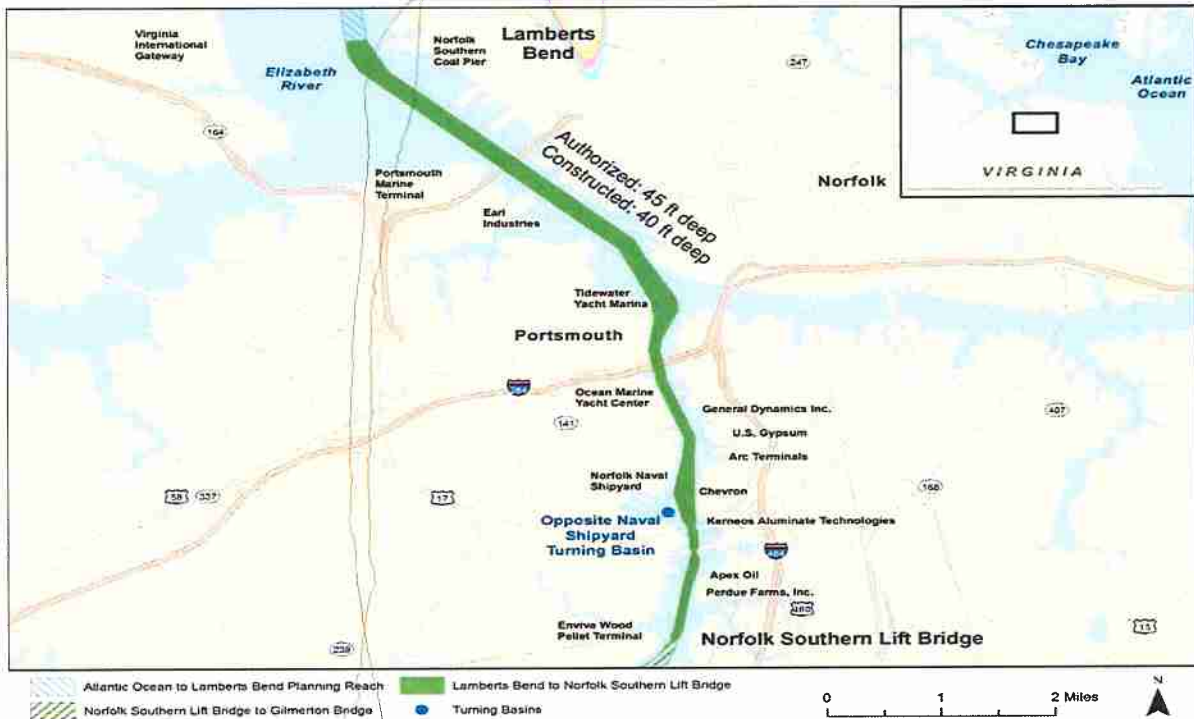 Virginia
International
Gateway
Elizabeth
River
Norfolk
Southern
Coal Pier
Lamberts
Bend
247
Chesapeake
Bay
Atlantic
Ocean
VIRGINIA
164
Portsmouth
Marine
Terminal
Earl
Industries
Authorized: 45 ft deep
Constructed: 40 ft deep
Norfolk
Tidewater
Yacht Marina
Portsmouth
Ocean Marine
Yacht Center
141
General Dynamics Inc.
U.S. Gypsum
Arc Terminals
407
Norfolk Naval
Shipyard
Chevron
168
58
337
17
Opposite Naval
Shipyard
Turning Basin
Kerneos Aluminate Technologies
464
Apex Oil
Perdue Farms, Inc.
460
13
Enviva Wood
Pellet Terminal
Norfolk Southern Lift Bridge
239
Atlantic Ocean to Lamberts Bend Planning Reach
Lamberts Bend to Norfolk Southern Lift Bridge
Norfolk Southern Lift Bridge to Gilmerton Bridge
Turning Basins
0 1 2 Miles
N